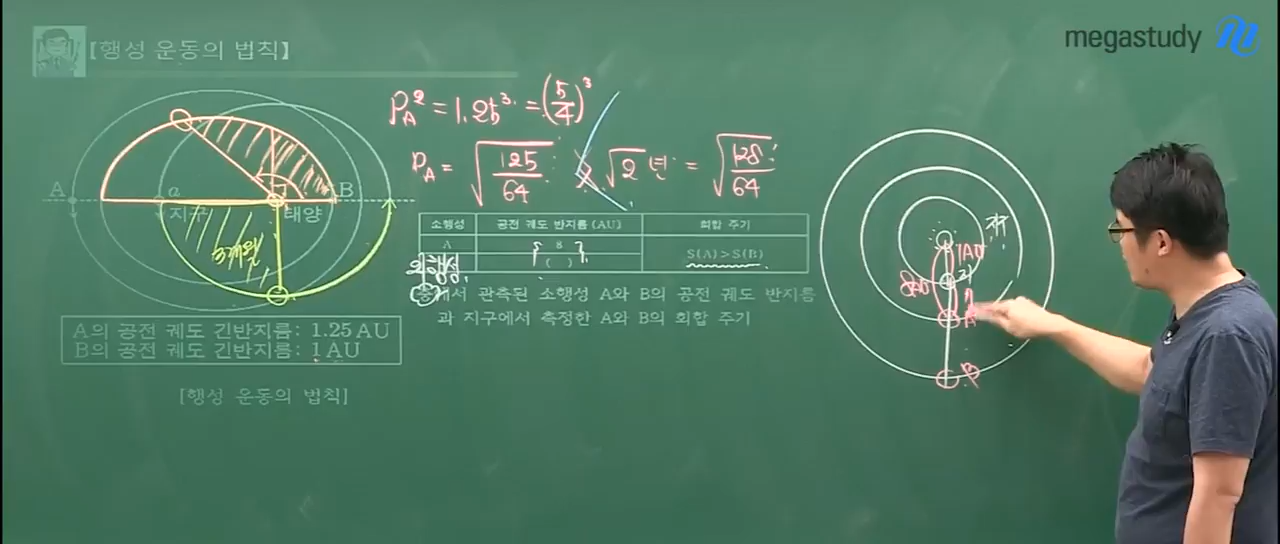 megastudy
【행성 운동의 법칙】
P_A² = 1.25³ = (5/4)³
P_A = √(125/64) √2 년 = √(128/64)
A a B
지구 태양
3개월
소행성 공전 궤도 반지름(AU) 회합 주기
A 8 S(A)>S(B)
( )
외행성
에서 관측된 소행성 A와 B의 공전 궤도 반지름
과 지구에서 측정한 A와 B의 회합 주기
A의 공전 궤도 긴반지름: 1.25 AU
B의 공전 궤도 긴반지름: 1 AU
[행성 운동의 법칙]
1AU
8AU
A
B